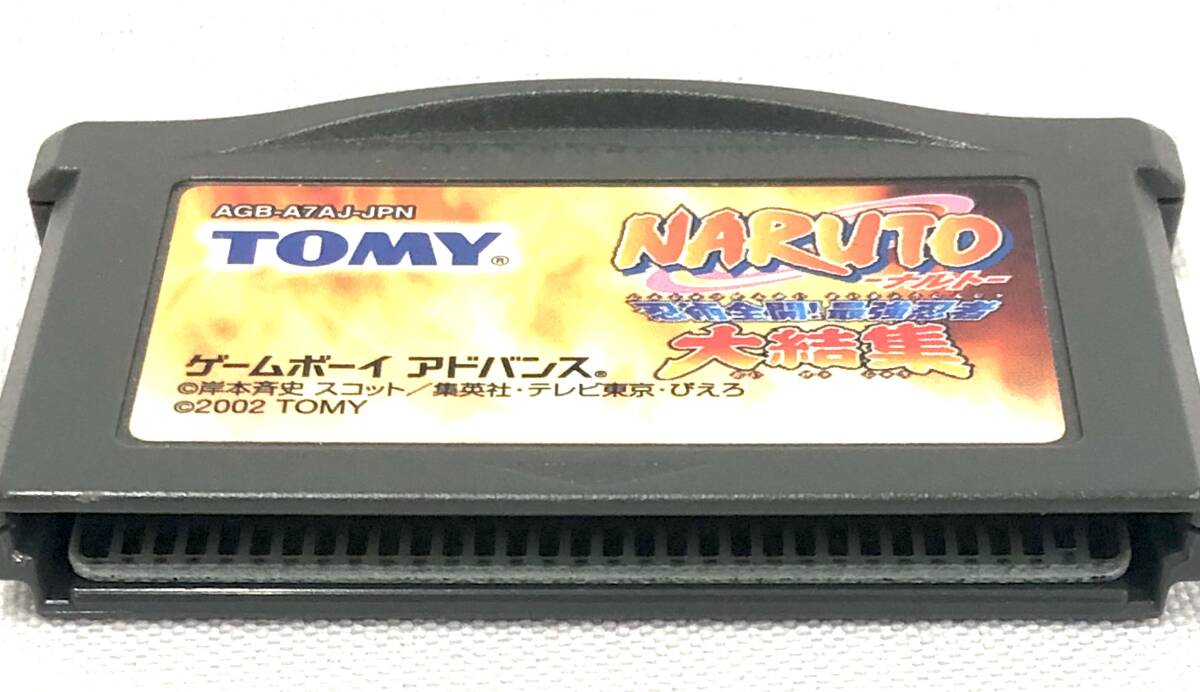 AGB-A7AJ-JPN
TOMY®
NARUTO
-ナルト-
忍術全開!最強忍者
大結集
ゲームボーイ アドバンス®
©岸本斉史 スコット/集英社・テレビ東京・ぴえろ
©2002 TOMY